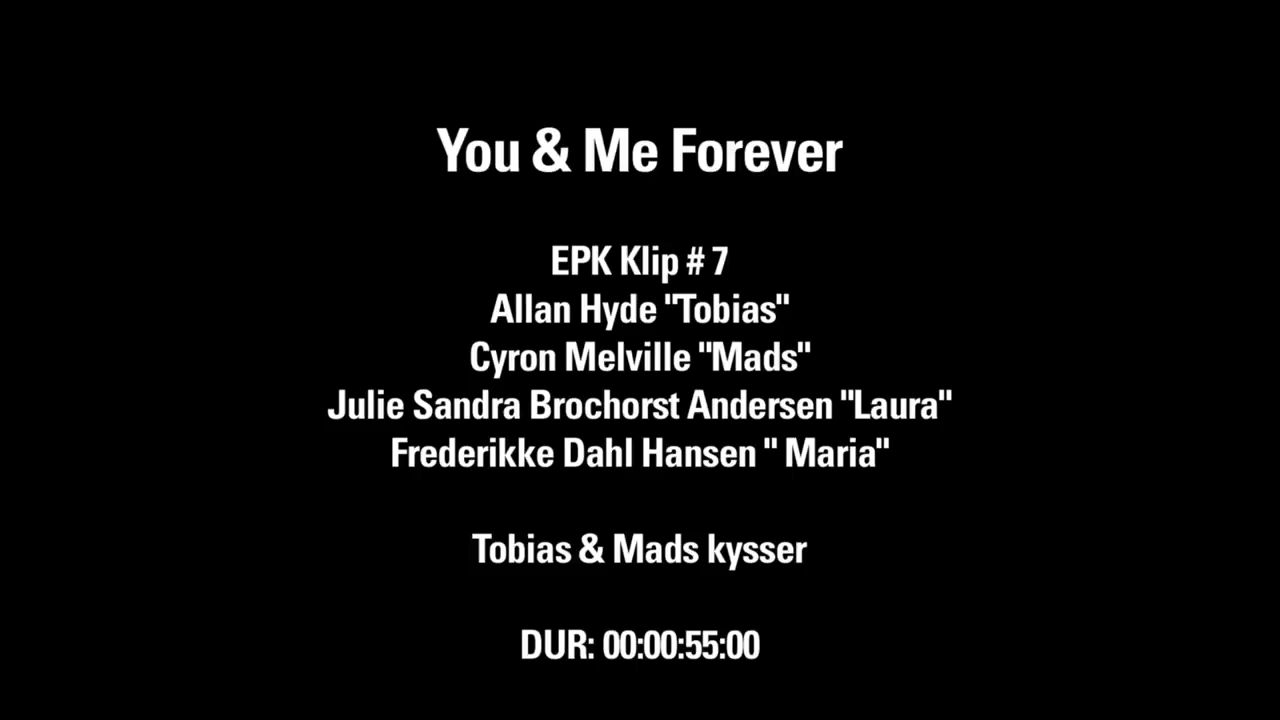 You & Me Forever
EPK Klip # 7
Allan Hyde "Tobias"
Cyron Melville "Mads"
Julie Sandra Brochorst Andersen "Laura"
Frederikke Dahl Hansen " Maria"
Tobias & Mads kysser
DUR: 00:00:55:00